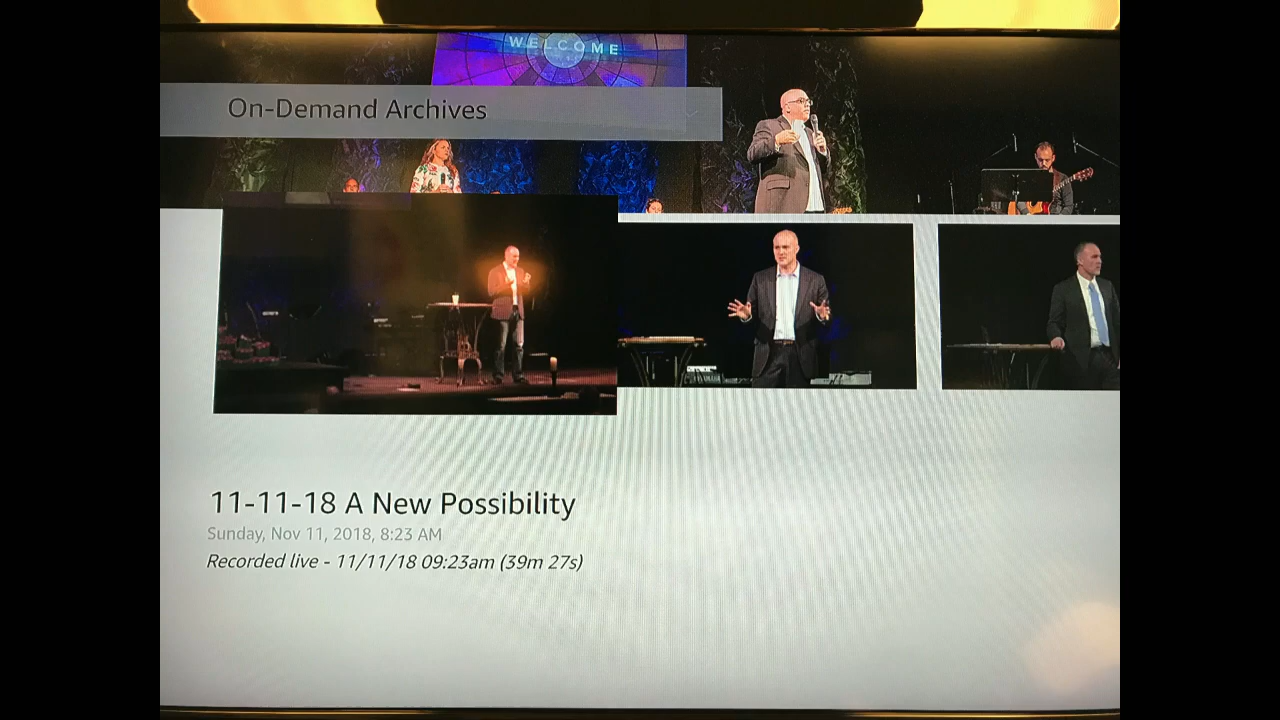 WELCOME
On-Demand Archives
11-11-18 A New Possibility
Sunday, Nov 11, 2018, 8:23 AM
Recorded live - 11/11/18 09:23am (39m 27s)